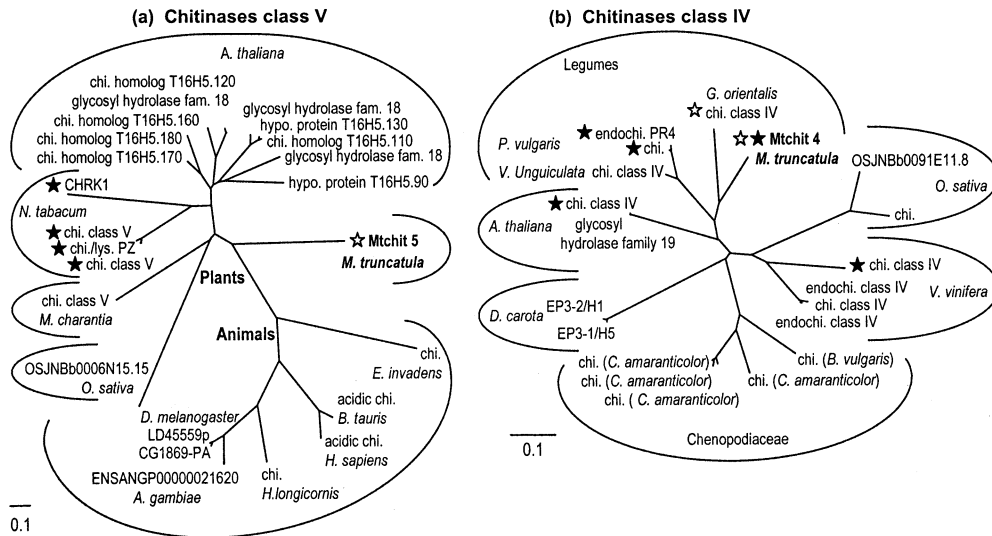 (a) Chitinases class V
A. thaliana
chi. homolog T16H5.120
glycosyl hydrolase fam. 18
chi. homolog T16H5.160
chi. homolog T16H5.180
chi. homolog T16H5.170
glycosyl hydrolase fam. 18
hypo. protein T16H5.130
chi. homolog T16H5.110
glycosyl hydrolase fam. 18
hypo. protein T16H5.90
★ CHRK1
N. tabacum
★ chi. class V
★ chi./lys. PZ
★ chi. class V
☆ Mtchit 5
M. truncatula
Plants
chi. class V
M. charantia
Animals
OSJNBb0006N15.15
O. sativa
chi.
E. invadens
acidic chi.
B. tauris
acidic chi.
H. sapiens
D. melanogaster
LD45559p
CG1869-PA
ENSANGP00000021620
A. gambiae
chi.
H.longicornis
0.1
(b) Chitinases class IV
Legumes
G. orientalis
☆ chi. class IV
P. vulgaris
★ endochi. PR4
★ chi.
☆★ Mtchit 4
M. truncatula
V. Unguiculata chi. class IV
OSJNBb0091E11.8
O. sativa
chi.
★ chi. class IV
A. thaliana
glycosyl
hydrolase family 19
★ chi. class IV
endochi. class IV
chi. class IV
endochi. class IV
V. vinifera
D. carota
EP3-2/H1
EP3-1/H5
chi. (C. amaranticolor)
chi. (C. amaranticolor)
chi. ( C. amaranticolor)
chi. (B. vulgaris)
chi. (C. amaranticolor)
Chenopodiaceae
0.1